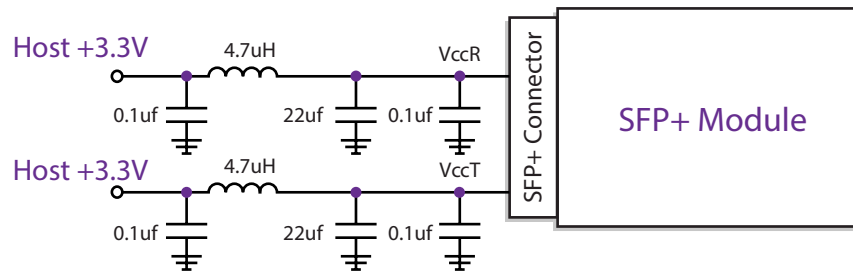 Host +3.3V
4.7uH
VccR
0.1uf
22uf
0.1uf
SFP+ Connector
SFP+ Module
Host +3.3V
4.7uH
VccT
0.1uf
22uf
0.1uf